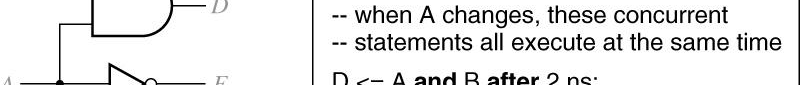 D
-- when A changes, these concurrent
-- statements all execute at the same time
A
E
D <= A and B after 2 ns;